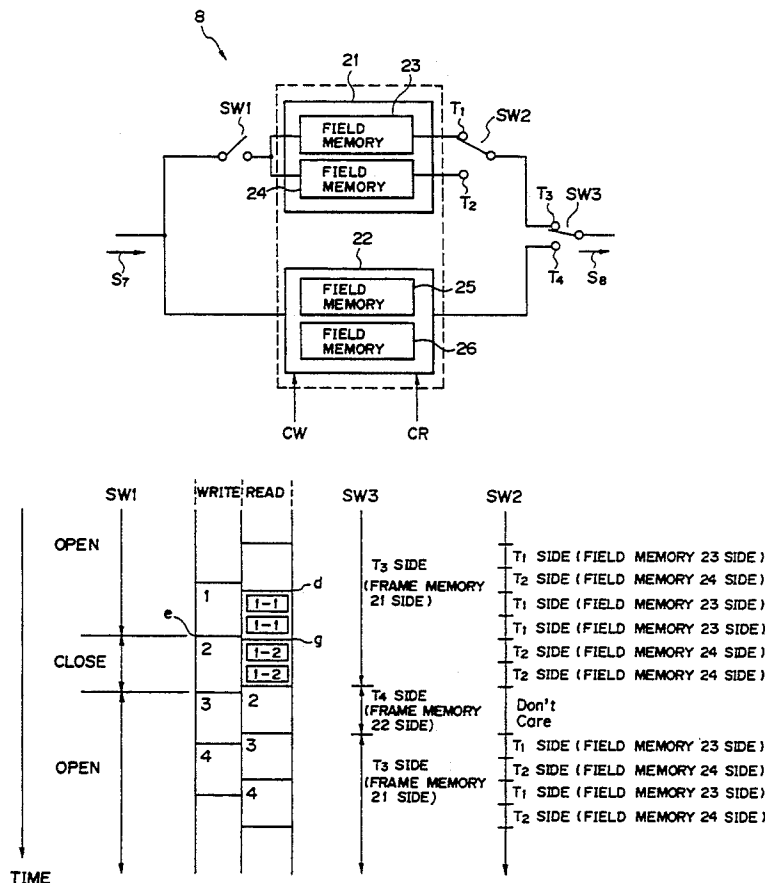 8
21
23
SW1
FIELD
MEMORY
T1
SW2
FIELD
MEMORY
24
T2
T3
SW3
22
S7
T4
S8
FIELD
MEMORY
25
FIELD
MEMORY
26
CW
CR
SW1
WRITE
READ
SW3
SW2
OPEN
T3 SIDE
(FRAME MEMORY
21 SIDE)
T1 SIDE (FIELD MEMORY 23 SIDE)
T2 SIDE (FIELD MEMORY 24 SIDE)
d
1
1-1
T1 SIDE (FIELD MEMORY 23 SIDE)
1-1
T1 SIDE (FIELD MEMORY 23 SIDE)
e
g
CLOSE
2
1-2
T2 SIDE (FIELD MEMORY 24 SIDE)
1-2
T2 SIDE (FIELD MEMORY 24 SIDE)
3
2
T4 SIDE
(FRAME MEMORY
22 SIDE)
Don't
Care
OPEN
4
3
T3 SIDE
(FRAME MEMORY
21 SIDE)
T1 SIDE (FIELD MEMORY 23 SIDE)
T2 SIDE (FIELD MEMORY 24 SIDE)
4
T1 SIDE (FIELD MEMORY 23 SIDE)
T2 SIDE (FIELD MEMORY 24 SIDE)
TIME